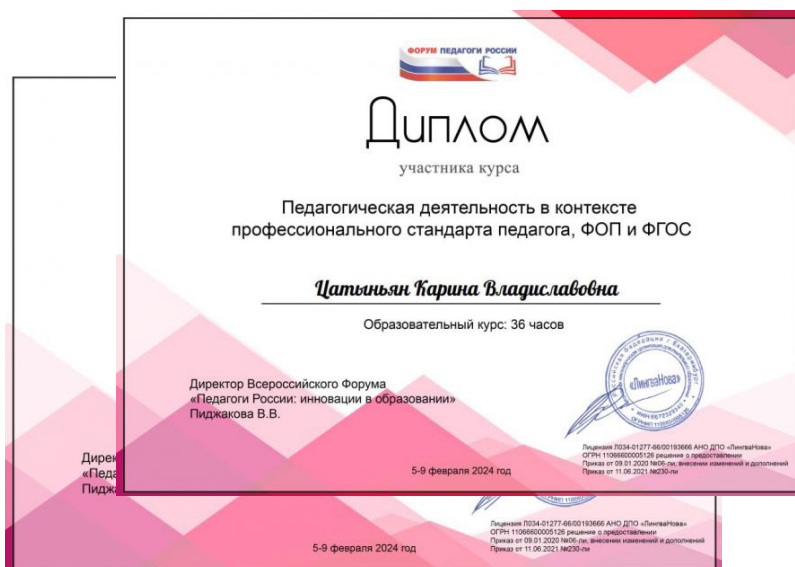 ФОРУМ ПЕДАГОГИ РОССИИ
Диплом
участника курса
Педагогическая деятельность в контексте
профессионального стандарта педагога, ФОП и ФГОС
Цатыньян Карина Владиславовна
Образовательный курс: 36 часов
Директор Всероссийского Форума
«Педагоги России: инновации в образовании»
Пиджакова В.В.
«ЛингваНова»
Лицензия Л034-01277-66/00193666 АНО ДПО «ЛингваНова»
ОГРН 11066600005126 решение о предоставлении
Приказ от 09.01.2020 №06-ли, внесении изменений и дополнений
Приказ от 11.06.2021 №230-ли
5-9 февраля 2024 год
Дирек
«Педа
Пиджа
Лицензия Л034-01277-66/00193666 АНО ДПО «ЛингваНова»
ОГРН 11066600005126 решение о предоставлении
Приказ от 09.01.2020 №06-ли, внесении изменений и дополнений
Приказ от 11.06.2021 №230-ли
5-9 февраля 2024 год